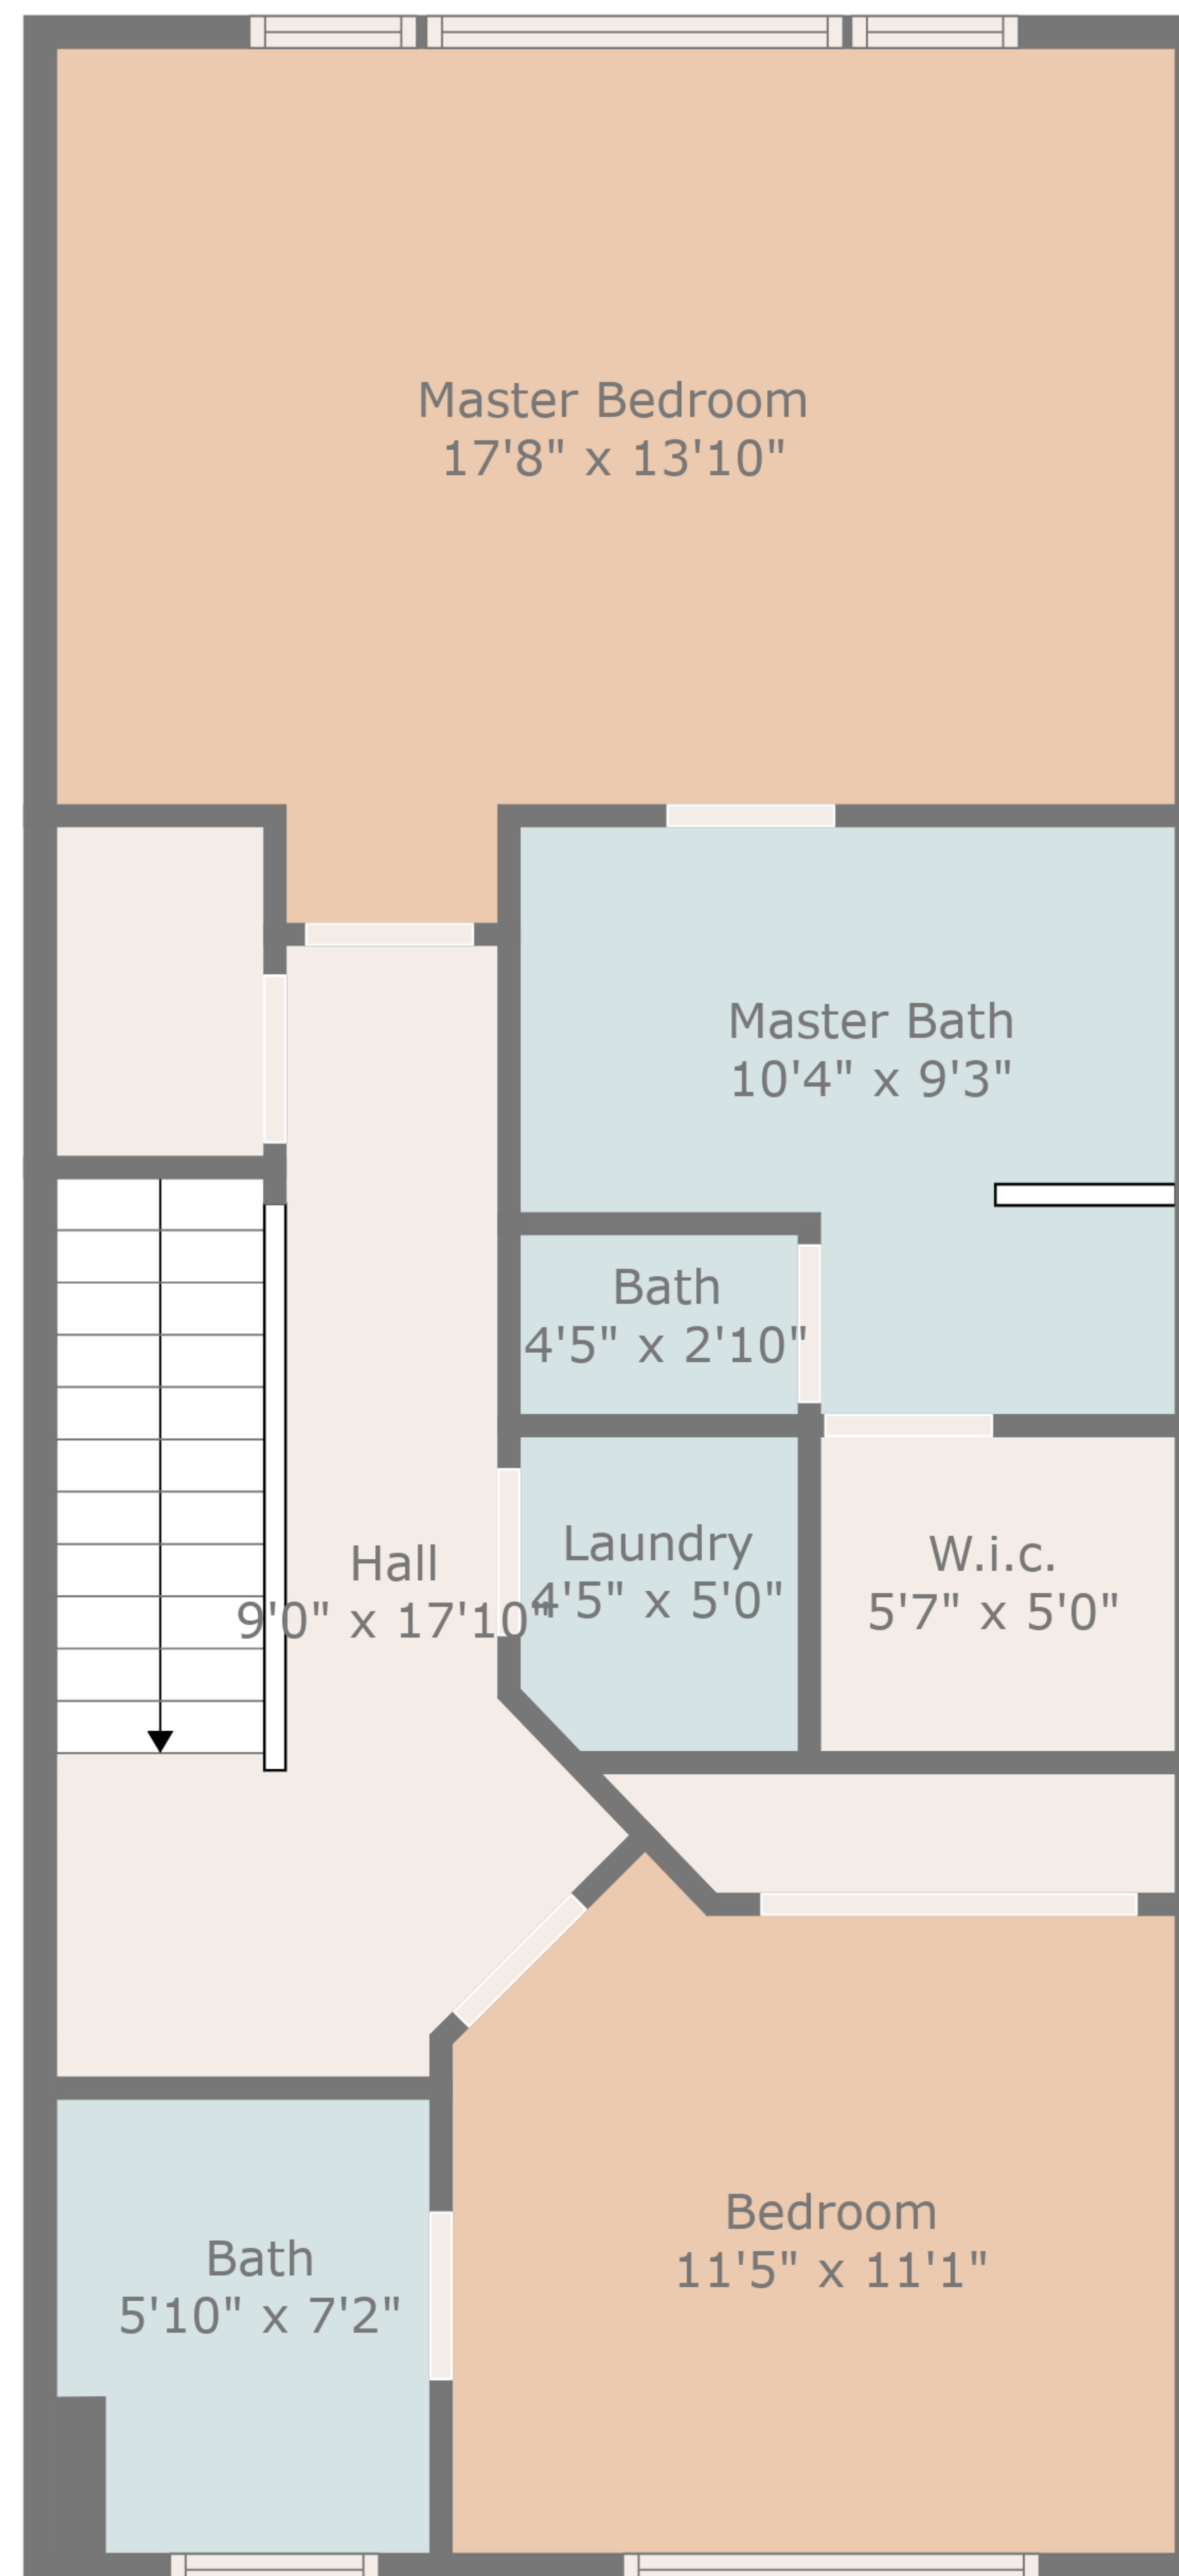 Master Bedroom
17'8" x 13'10"
Master Bath
10'4" x 9'3"
Bath
4'5" x 2'10"
Hall
9'0" x 17'10"
Laundry
4'5" x 5'0"
W.i.c.
5'7" x 5'0"
Bedroom
11'5" x 11'1"
Bath
5'10" x 7'2"